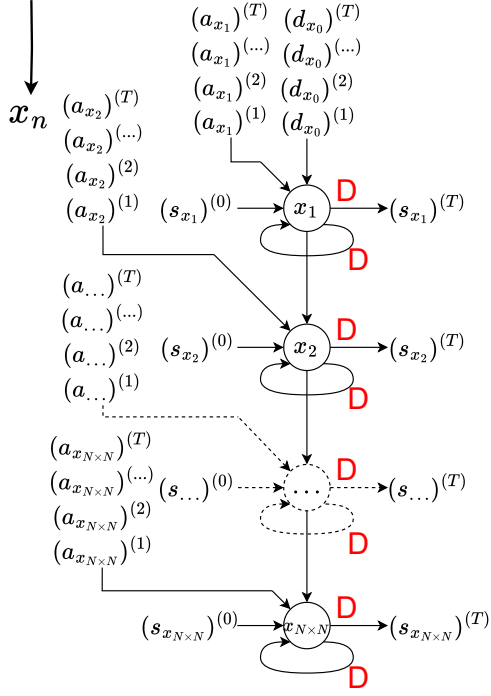 (a_{x_1})^{(T)} (d_{x_0})^{(T)}
(a_{x_1})^{(...)} (d_{x_0})^{(...)}
(a_{x_1})^{(2)} (d_{x_0})^{(2)}
(a_{x_1})^{(1)} (d_{x_0})^{(1)}
x_n
(a_{x_2})^{(T)}
(a_{x_2})^{(...)}
(a_{x_2})^{(2)}
(a_{x_2})^{(1)}
(s_{x_1})^{(0)} x_1 D (s_{x_1})^{(T)}
D
(a_{...})^{(T)}
(a_{...})^{(...)}
(a_{...})^{(2)}
(a_{...})^{(1)}
(s_{x_2})^{(0)} x_2 D (s_{x_2})^{(T)}
D
(a_{x_{N×N}})^{(T)}
(a_{x_{N×N}})^{(...)}
(a_{x_{N×N}})^{(2)}
(a_{x_{N×N}})^{(1)}
(s_{...})^{(0)} ... D (s_{...})^{(T)}
D
(s_{x_{N×N}})^{(0)} x_{N×N} D (s_{x_{N×N}})^{(T)}
D